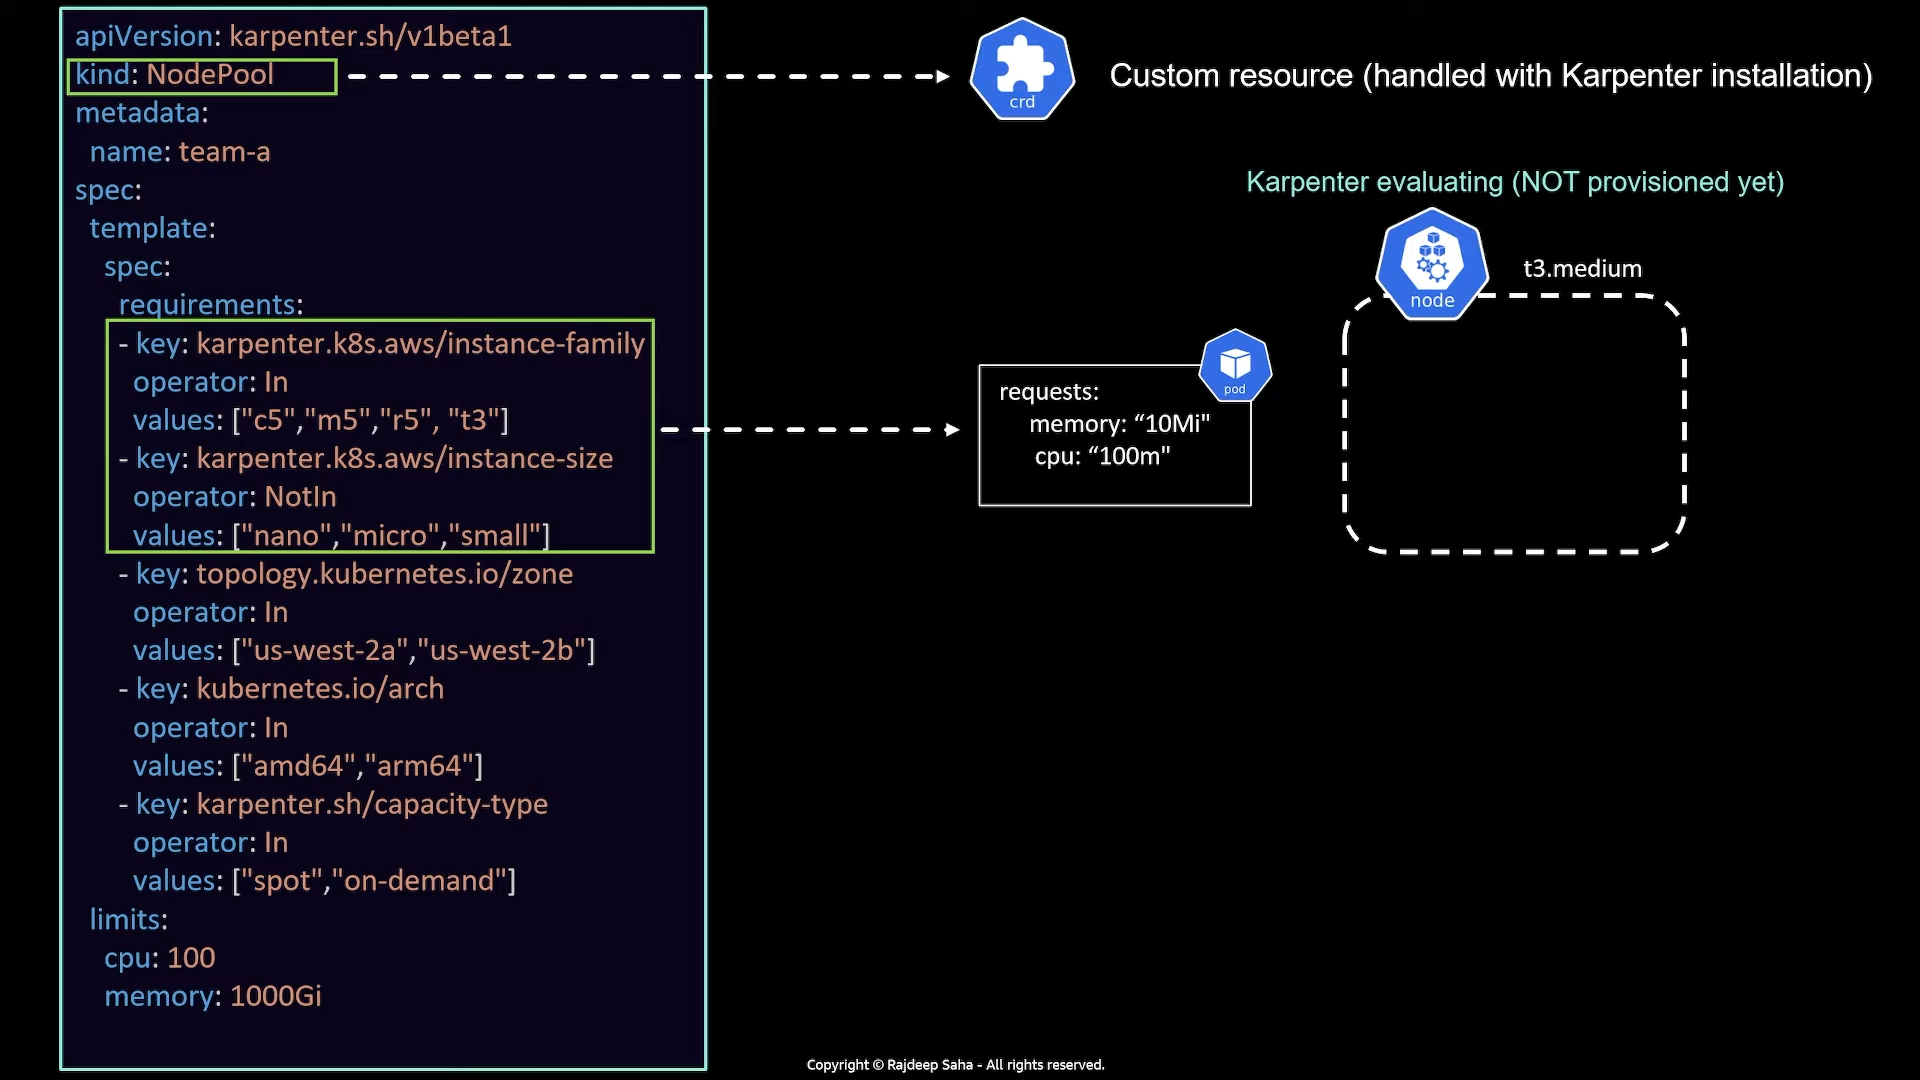 apiVersion: karpenter.sh/v1beta1
kind: NodePool
metadata:
name: team-a
spec:
template:
spec:
requirements:
- key: karpenter.k8s.aws/instance-family
operator: In
values: ["c5","m5","r5", "t3"]
- key: karpenter.k8s.aws/instance-size
operator: NotIn
values: ["nano","micro","small"]
- key: topology.kubernetes.io/zone
operator: In
values: ["us-west-2a","us-west-2b"]
- key: kubernetes.io/arch
operator: In
values: ["amd64","arm64"]
- key: karpenter.sh/capacity-type
operator: In
values: ["spot","on-demand"]
limits:
cpu: 100
memory: 1000Gi
crd
Custom resource (handled with Karpenter installation)
Karpenter evaluating (NOT provisioned yet)
node
t3.medium
pod
requests:
memory: “10Mi"
cpu: “100m"
Copyright © Rajdeep Saha - All rights reserved.